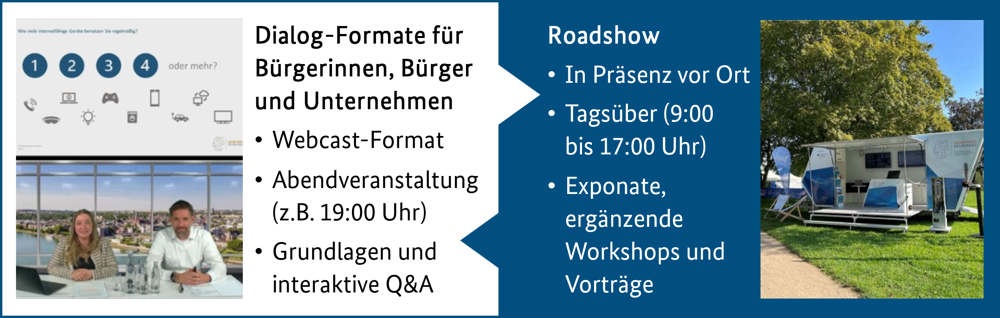 Wie viele internetfähige Geräte benutzen Sie regelmäßig?
1 2 3 4 oder mehr?
Dialog-Formate für
Bürgerinnen, Bürger
und Unternehmen
• Webcast-Format
• Abendveranstaltung
(z.B. 19:00 Uhr)
• Grundlagen und
interaktive Q&A
Roadshow
• In Präsenz vor Ort
• Tagsüber (9:00
bis 17:00 Uhr)
• Exponate,
ergänzende
Workshops und
Vorträge
DES BUNDES